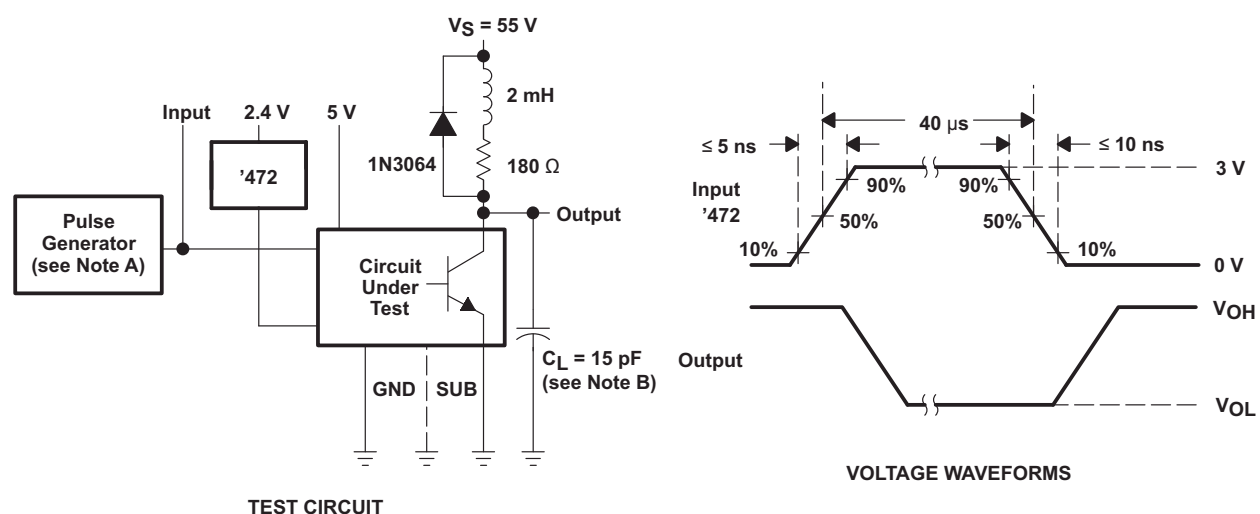 VS = 55 V
2 mH
Input
2.4 V
5 V
1N3064
180 Ω
'472
Output
Pulse
Generator
(see Note A)
Circuit
Under
Test
CL = 15 pF
(see Note B)
GND
SUB
TEST CIRCUIT
40 μs
≤ 5 ns
≤ 10 ns
3 V
Input
'472
90%
90%
50%
50%
10%
10%
0 V
VOH
Output
VOL
VOLTAGE WAVEFORMS